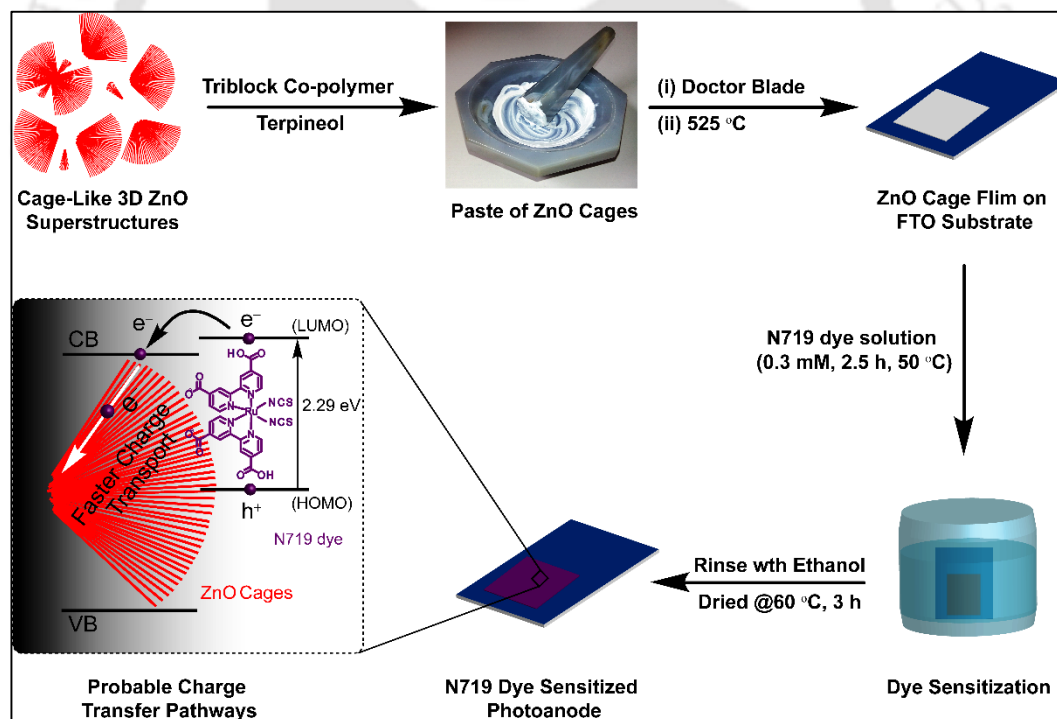 Triblock Co-polymer
Terpineol
(i) Doctor Blade
(ii) 525 °C
Cage-Like 3D ZnO
Superstructures
Paste of ZnO Cages
ZnO Cage Flim on
FTO Substrate
N719 dye solution
(0.3 mM, 2.5 h, 50 °C)
CB
e⁻
e⁻
(LUMO)
HO
O
O
O⁻
N
N
N
N
Ru
NCS
NCS
O⁻
O
O
OH
2.29 eV
e⁻
Faster Charge
Transport
h⁺
(HOMO)
N719 dye
ZnO Cages
VB
Rinse wth Ethanol
Dried @60 °C, 3 h
Probable Charge
Transfer Pathways
N719 Dye Sensitized
Photoanode
Dye Sensitization